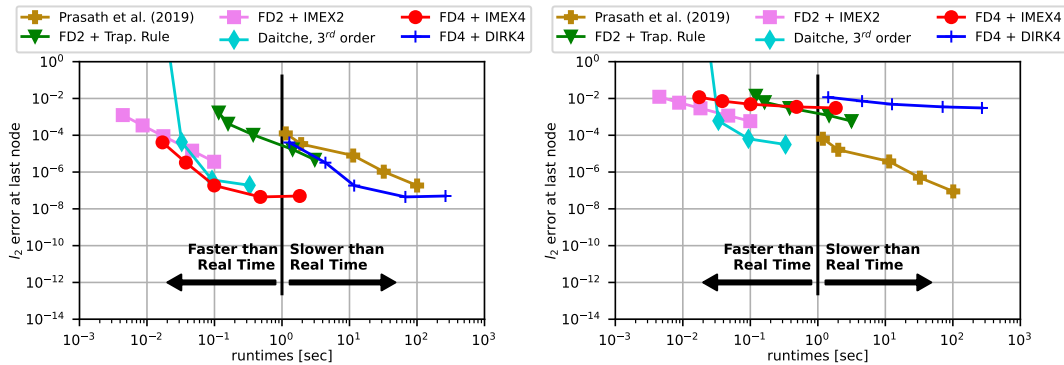 Prasath et al. (2019) FD2 + IMEX2 FD4 + IMEX4
FD2 + Trap. Rule Daitche, 3rd order FD4 + DIRK4
10^0
10^−2
10^−4
10^−6
10^−8
10^−10
10^−12
10^−14
l2 error at last node
Faster than Slower than
Real Time Real Time
10^−3 10^−2 10^−1 10^0 10^1 10^2 10^3
runtimes [sec]
Prasath et al. (2019) FD2 + IMEX2 FD4 + IMEX4
FD2 + Trap. Rule Daitche, 3rd order FD4 + DIRK4
10^0
10^−2
10^−4
10^−6
10^−8
10^−10
10^−12
10^−14
l2 error at last node
Faster than Slower than
Real Time Real Time
10^−3 10^−2 10^−1 10^0 10^1 10^2 10^3
runtimes [sec]